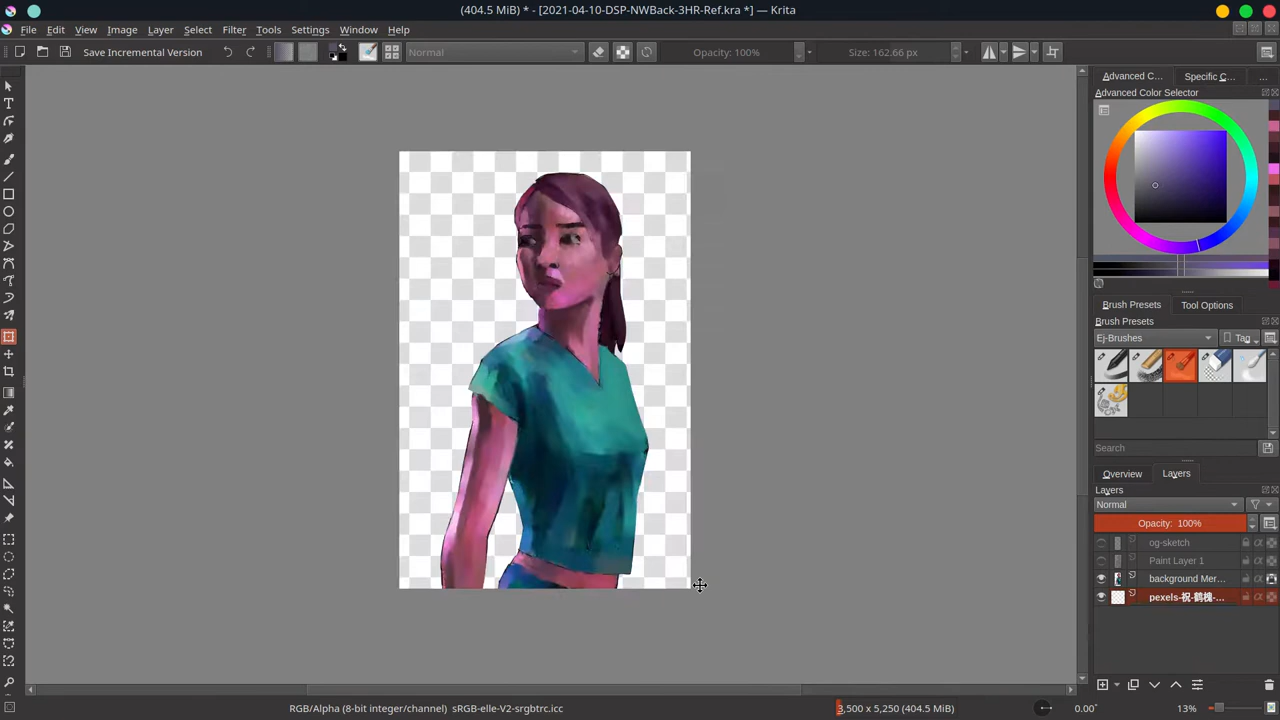 (404.5 MiB) * - [2021-04-10-DSP-NWBack-3HR-Ref.kra *] — Krita
File Edit View Image Layer Select Filter Tools Settings Window Help
Save Incremental Version Normal Opacity: 100% Size: 162.66 px
Advanced C... Specific C... ...
Advanced Color Selector
Brush Presets Tool Options
Brush Presets
Ej-Brushes Tag
Search
Overview Layers
Layers
Normal
Opacity: 100%
og-sketch
Paint Layer 1
background Mer...
pexels-祝-鹤槐-...
RGB/Alpha (8-bit integer/channel) sRGB-elle-V2-srgbtrc.icc 3,500 x 5,250 (404.5 MiB) 0.00° 13%